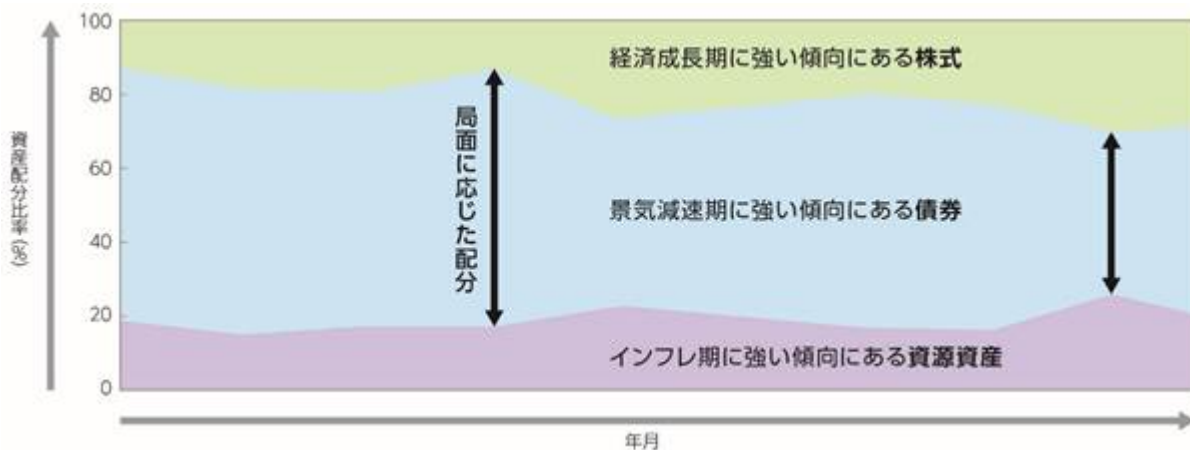 100
80
60
40
20
0
資産配分比率(%)
経済成長期に強い傾向にある株式
局面に応じた配分
景気減速期に強い傾向にある債券
インフレ期に強い傾向にある資源資産
年月